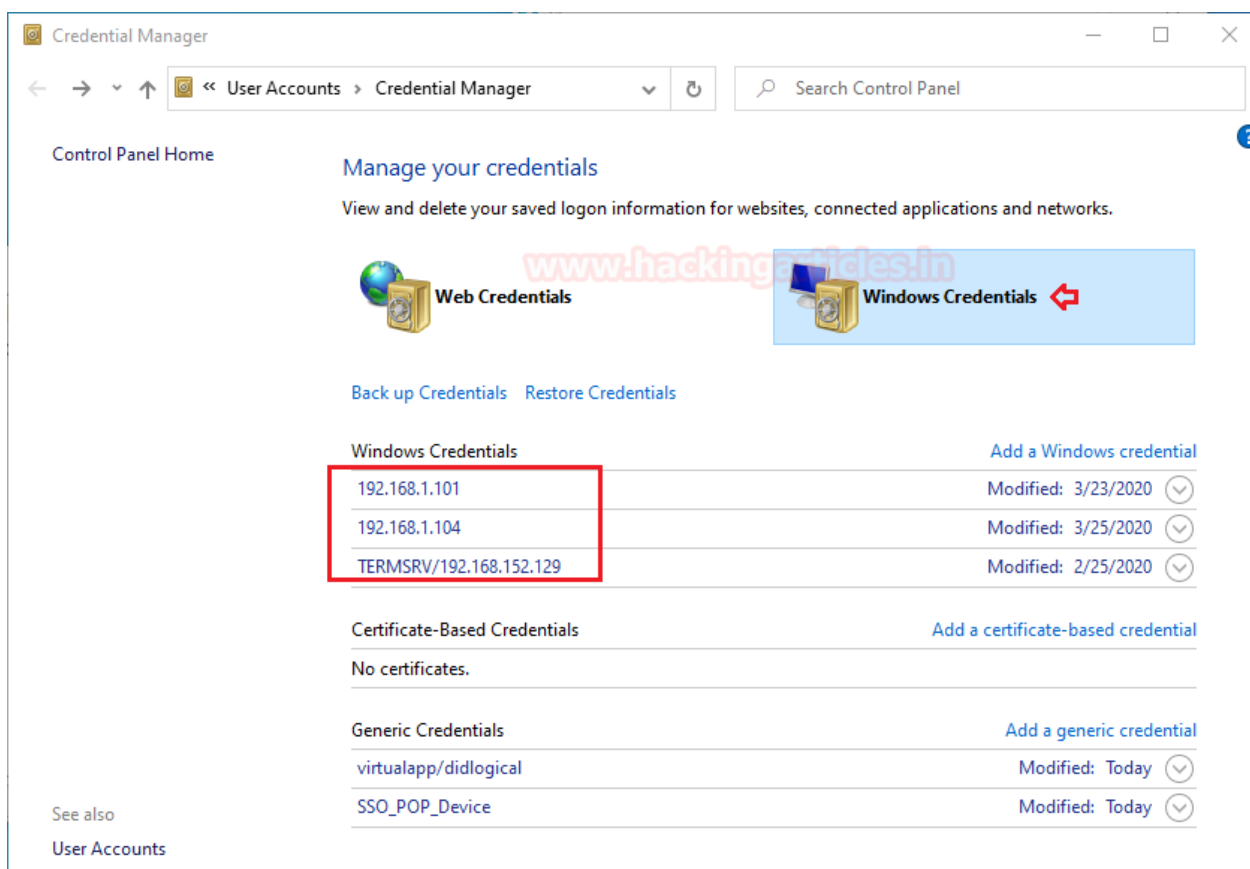 Credential Manager
« User Accounts > Credential Manager
Search Control Panel
Control Panel Home
?
Manage your credentials
View and delete your saved logon information for websites, connected applications and networks.
www.hackingarticles.in
Web Credentials
Windows Credentials
Back up Credentials Restore Credentials
Windows Credentials Add a Windows credential
192.168.1.101 Modified: 3/23/2020
192.168.1.104 Modified: 3/25/2020
TERMSRV/192.168.152.129 Modified: 2/25/2020
Certificate-Based Credentials Add a certificate-based credential
No certificates.
Generic Credentials Add a generic credential
virtualapp/didlogical Modified: Today
SSO_POP_Device Modified: Today
See also
User Accounts